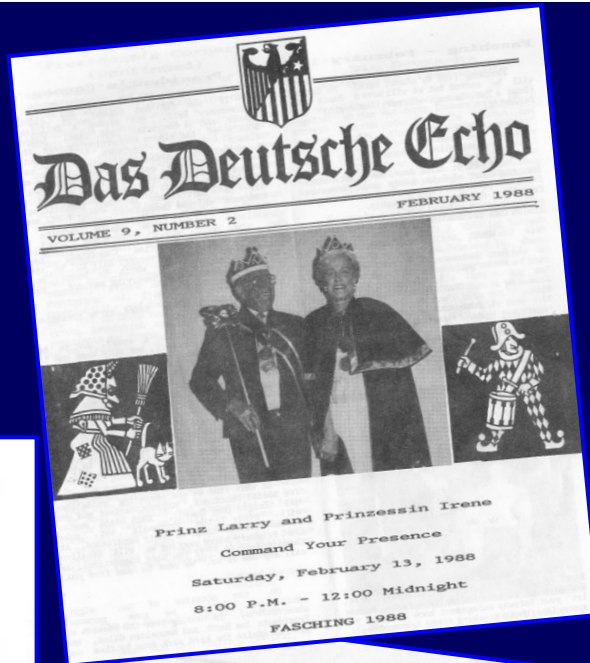 Das Deutsche Echo
VOLUME 9, NUMBER 2 FEBRUARY 1988
Prinz Larry and Prinzessin Irene
Command Your Presence
Saturday, February 13, 1988
8:00 P.M. - 12:00 Midnight
FASCHING 1988